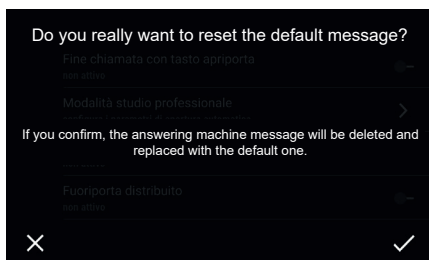 Do you really want to reset the default message?
Fine chiamata con tasto apriporta
non attivo
Modalità studio professionale
If you confirm, the answering machine message will be deleted and
replaced with the default one.
Fuoriporta distribuito
non attivo